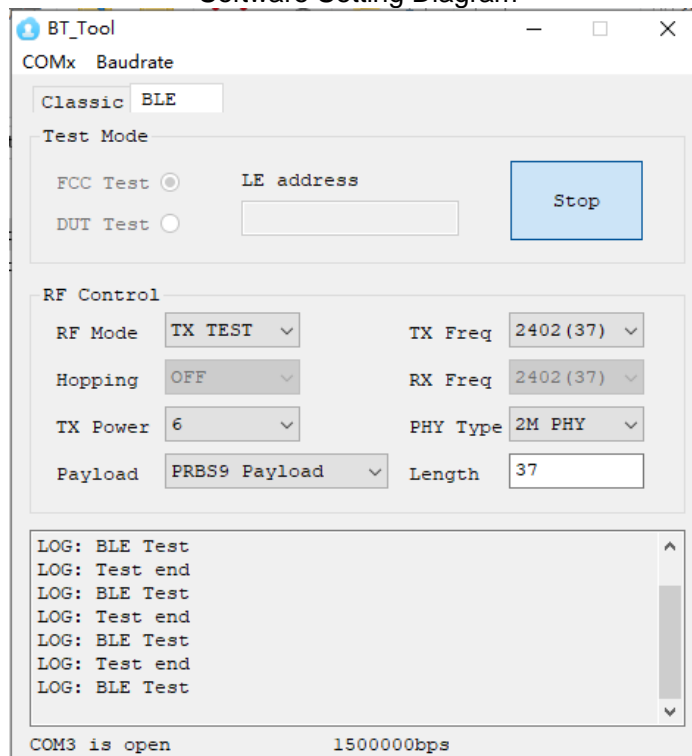 Software Setting Diagram
BT_Tool
COMx Baudrate
Classic BLE
Test Mode
FCC Test LE address
Stop
DUT Test
RF Control
RF Mode TX TEST TX Freq 2402(37)
Hopping OFF RX Freq 2402(37)
TX Power 6 PHY Type 2M PHY
Payload PRBS9 Payload Length 37
LOG: BLE Test
LOG: Test end
LOG: BLE Test
LOG: Test end
LOG: BLE Test
LOG: Test end
LOG: BLE Test
COM3 is open 1500000bps